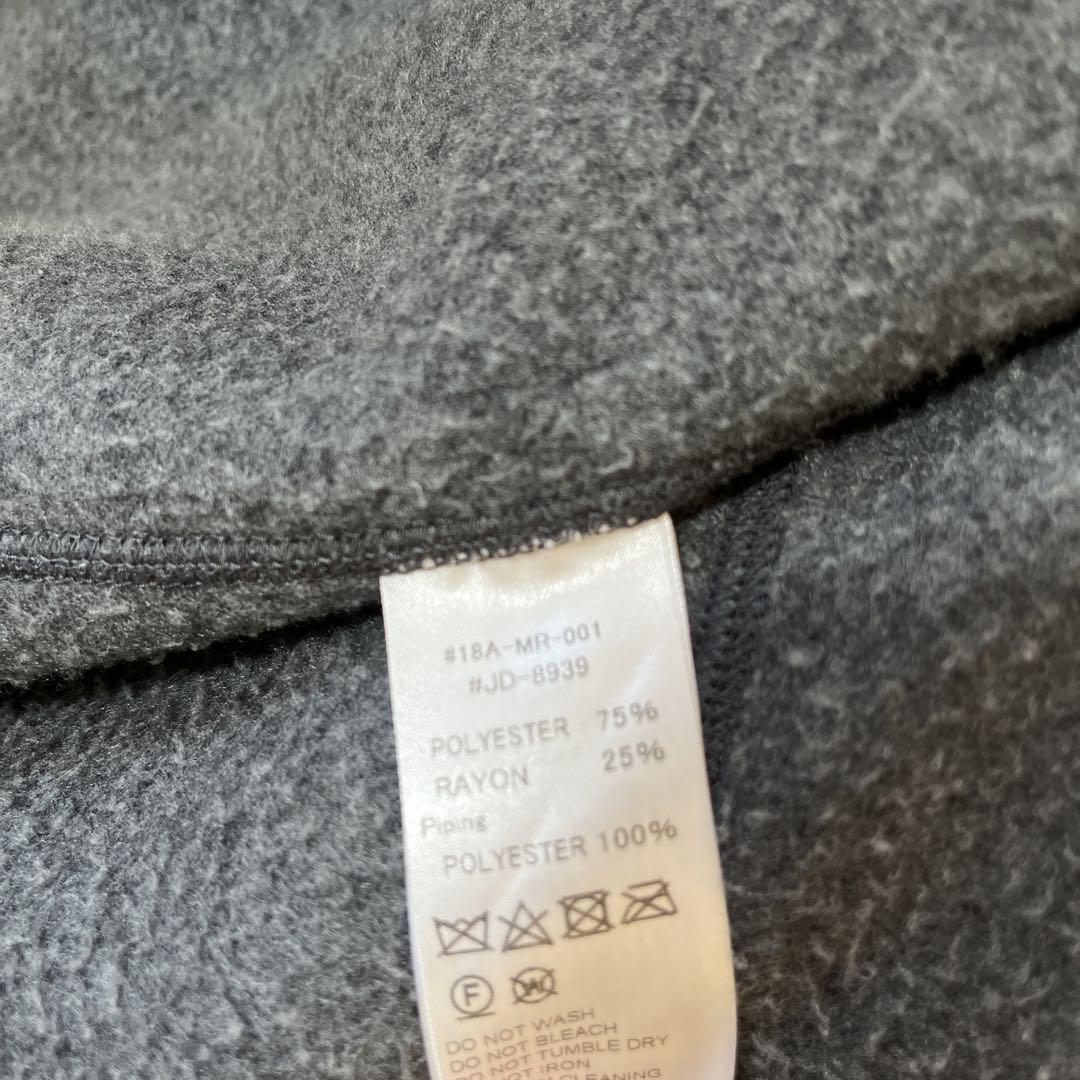 #18A-MR-001
#JD-8939
POLYESTER 75%
RAYON 25%
Piping
POLYESTER 100%
F
W
DO NOT WASH
DO NOT BLEACH
DO NOT TUMBLE DRY
DO NOT IRON
CLEANING